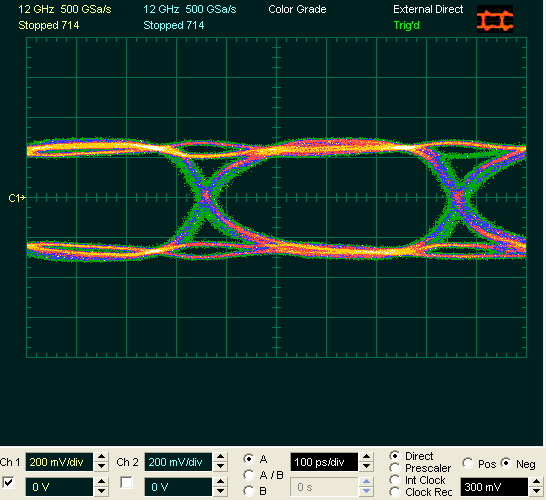 12 GHz 500 GSa/s 12 GHz 500 GSa/s Color Grade External Direct
Stopped 714 Stopped 714 Trig'd
C1
Ch 1 200 mV/div Ch 2 200 mV/div A 100 ps/div Direct Pos Neg
Prescaler
0 V 0 V A / B 0 s Int Clock
B Clock Rec 300 mV